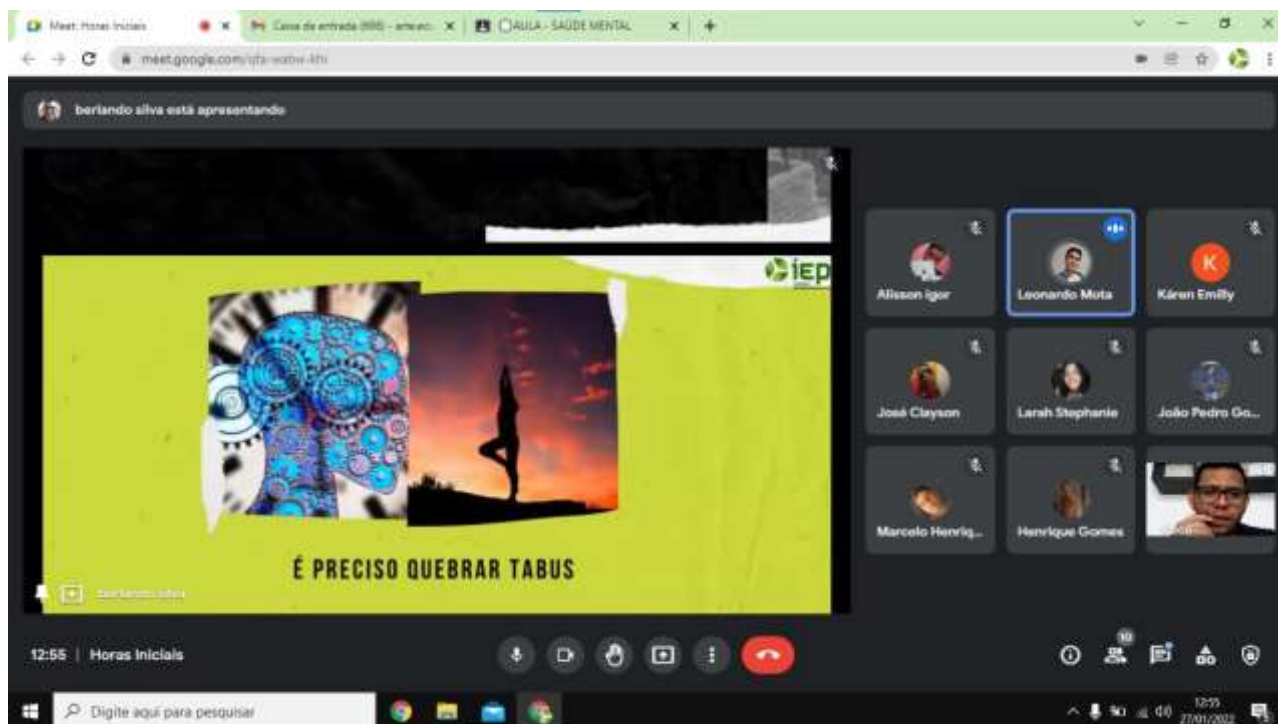 Meet: Horas Iniciais
Caixa de entrada
AULA - SAÚDE MENTAL
meet.google.com/
berlando silva está apresentando
iep
É PRECISO QUEBRAR TABUS
berlando silva
Alisson igor
Leonardo Mota
K
Káren Emilly
José Clayson
Larah Stephanie
João Pedro Go...
Marcelo Henriq...
Henrique Gomes
12:55 | Horas Iniciais
10
Digite aqui para pesquisar
12:55
27/01/2022